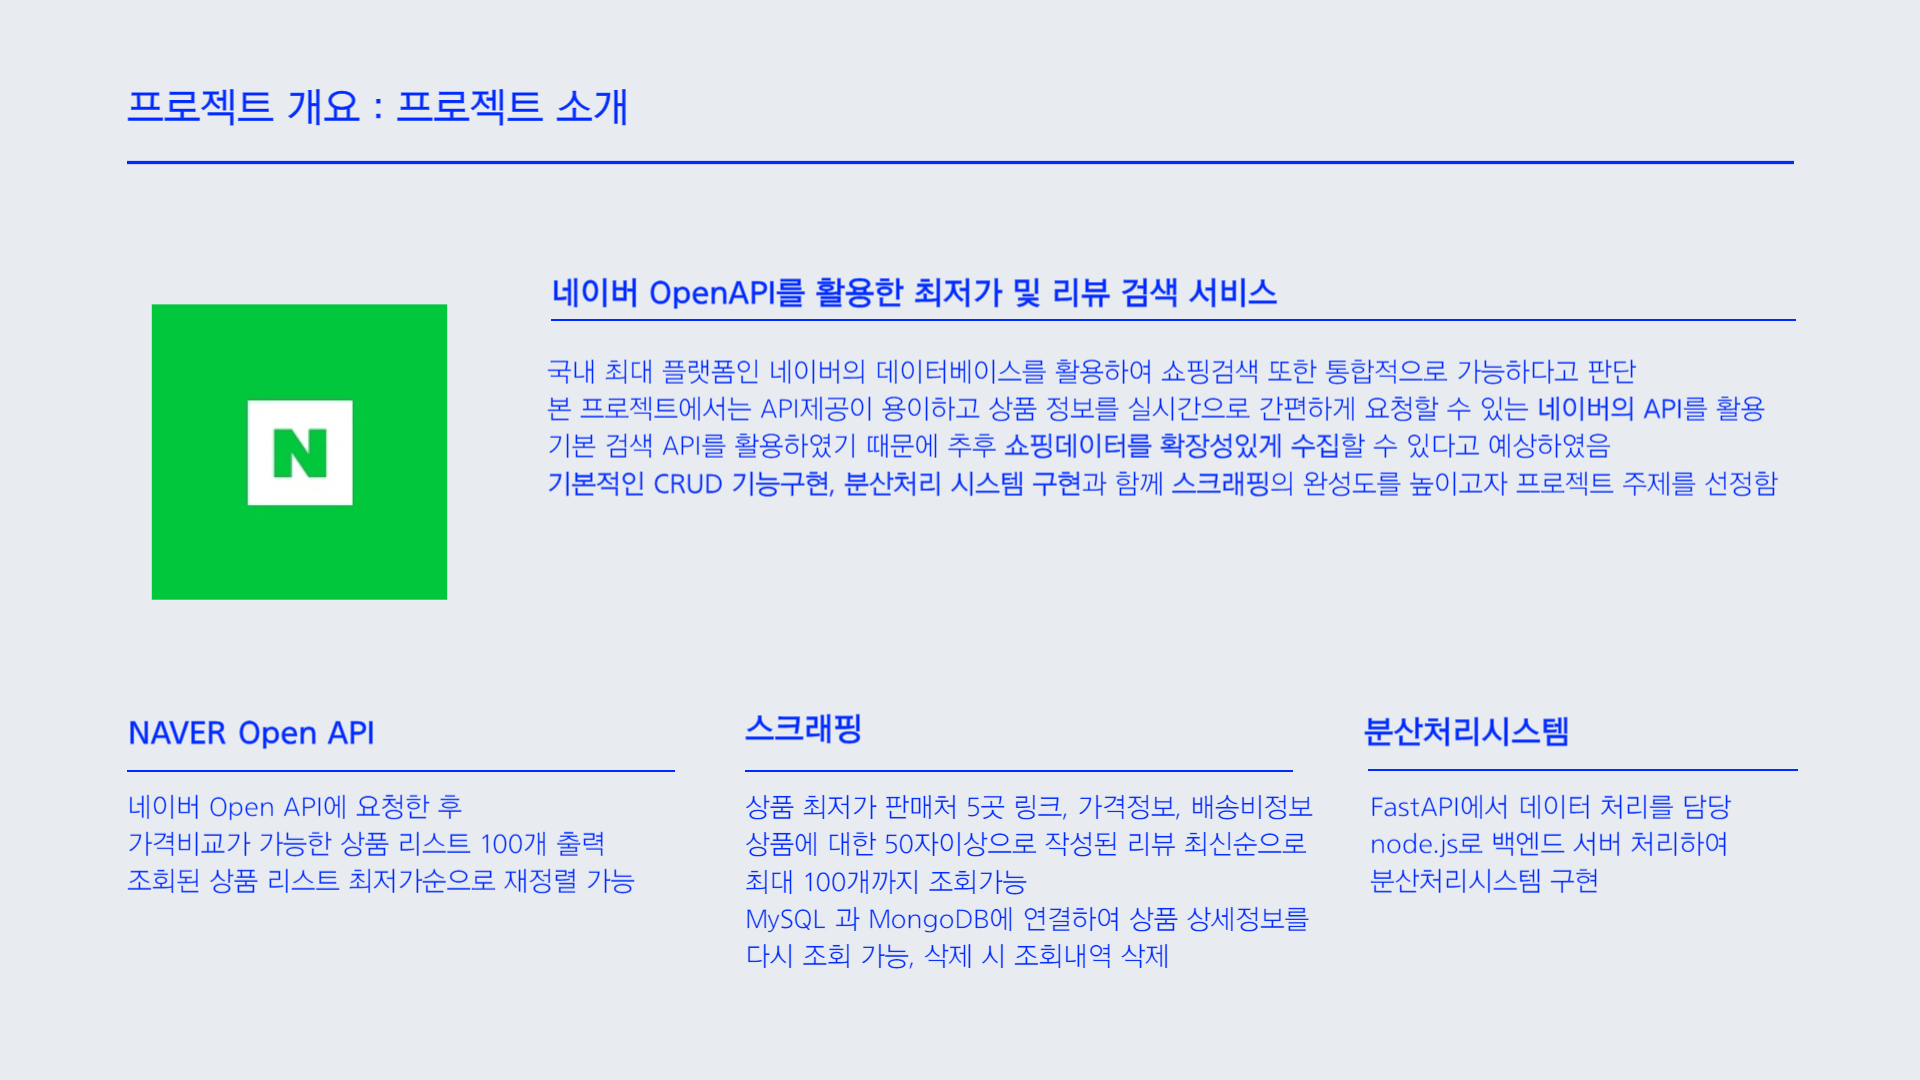 프로젝트 개요 : 프로젝트 소개
네이버 OpenAPI를 활용한 최저가 및 리뷰 검색 서비스
국내 최대 플랫폼인 네이버의 데이터베이스를 활용하여 쇼핑검색 또한 통합적으로 가능하다고 판단
본 프로젝트에서는 API제공이 용이하고 상품 정보를 실시간으로 간편하게 요청할 수 있는 네이버의 API를 활용
기본 검색 API를 활용하였기 때문에 추후 쇼핑데이터를 확장성있게 수집할 수 있다고 예상하였음
기본적인 CRUD 기능구현, 분산처리 시스템 구현과 함께 스크래핑의 완성도를 높이고자 프로젝트 주제를 선정함
N
NAVER Open API
네이버 Open API에 요청한 후
가격비교가 가능한 상품 리스트 100개 출력
조회된 상품 리스트 최저가순으로 재정렬 가능
스크래핑
상품 최저가 판매처 5곳 링크, 가격정보, 배송비정보
상품에 대한 50자이상으로 작성된 리뷰 최신순으로
최대 100개까지 조회가능
MySQL 과 MongoDB에 연결하여 상품 상세정보를
다시 조회 가능, 삭제 시 조회내역 삭제
분산처리시스템
FastAPI에서 데이터 처리를 담당
node.js로 백엔드 서버 처리하여
분산처리시스템 구현